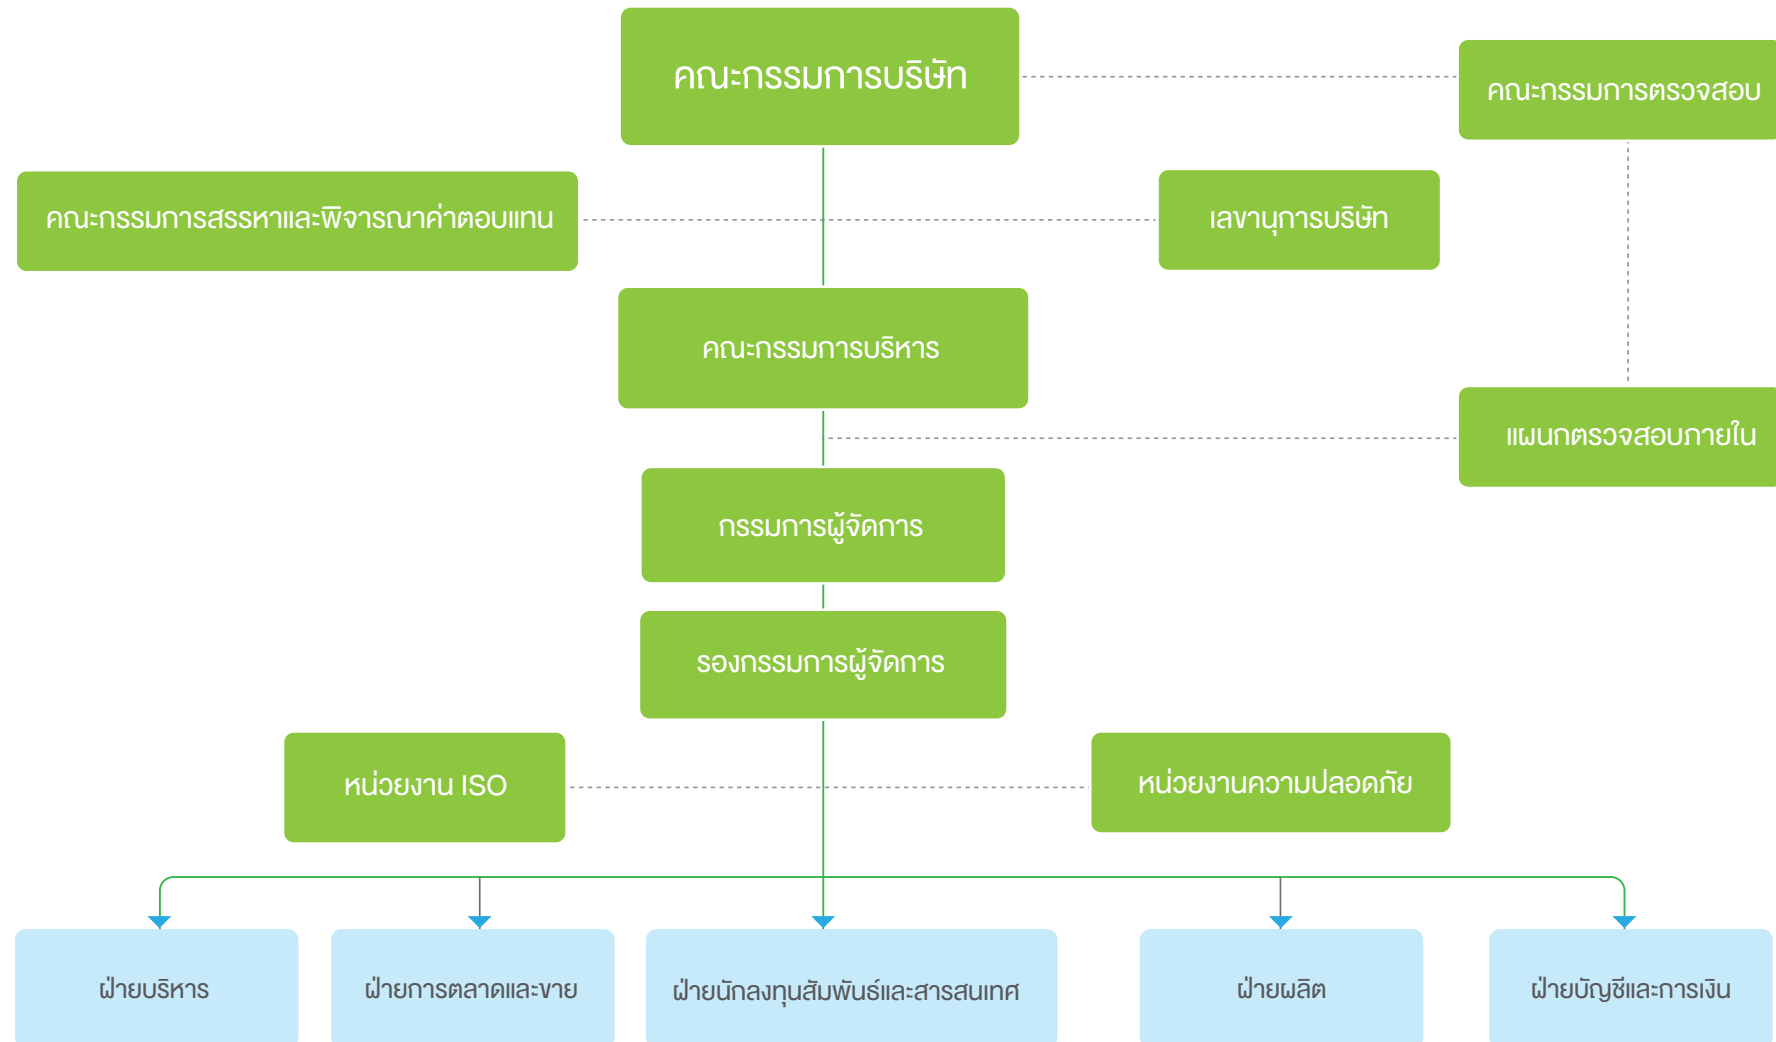 คณะกรรมการบริษัท
คณะกรรมการตรวจสอบ
คณะกรรมการสรรหาและพิจารณาค่าตอบแทน
เลขานุการบริษัท
คณะกรรมการบริหาร
แผนกตรวจสอบภายใน
กรรมการผู้จัดการ
รองกรรมการผู้จัดการ
หน่วยงาน ISO
หน่วยงานความปลอดภัย
ฝ่ายบริหาร
ฝ่ายการตลาดและขาย
ฝ่ายนักลงทุนสัมพันธ์และสารสนเทศ
ฝ่ายผลิต
ฝ่ายบัญชีและการเงิน